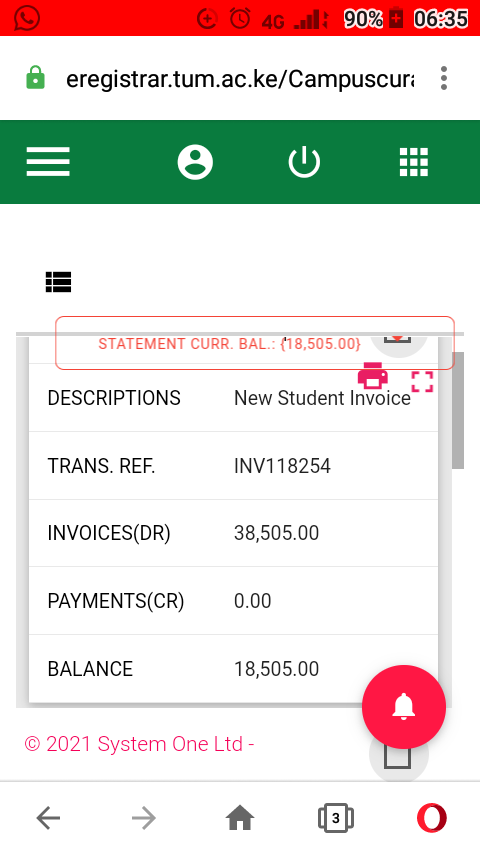 4G 90% 06:35
eregistrar.tum.ac.ke/Campuscura
STATEMENT CURR. BAL.: {18,505.00}
DESCRIPTIONS New Student Invoice
TRANS. REF. INV118254
INVOICES(DR) 38,505.00
PAYMENTS(CR) 0.00
BALANCE 18,505.00
© 2021 System One Ltd -
3